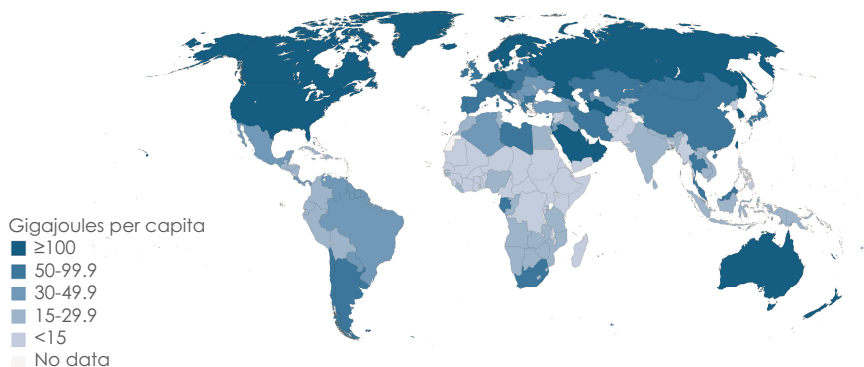 Gigajoules per capita
≥100
50-99.9
30-49.9
15-29.9
<15
No data